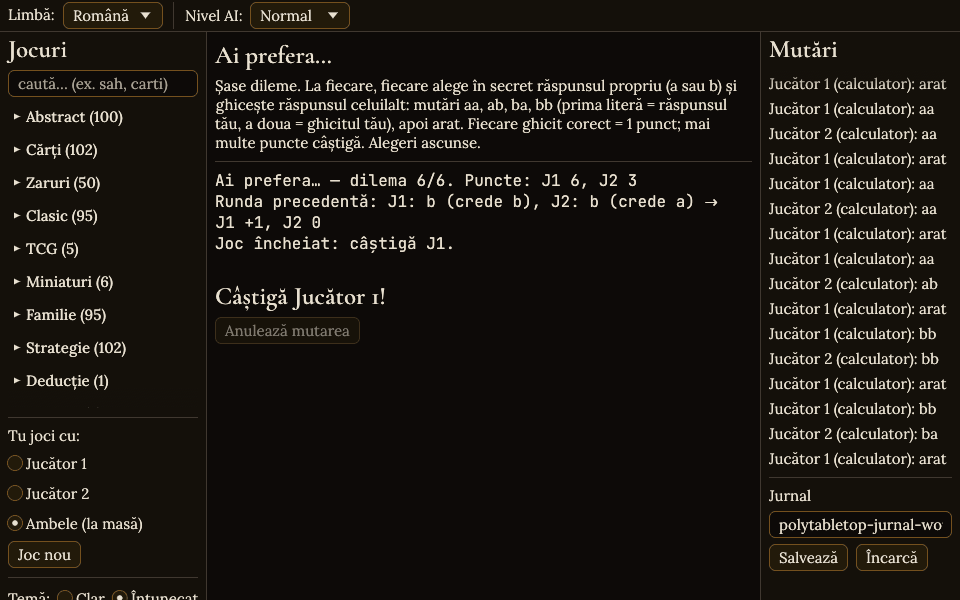 Limbă: Română ▼ Nivel AI: Normal ▼
Jocuri
caută... (ex. sah, carti)
▸ Abstract (100)
▸ Cărți (102)
▸ Zaruri (50)
▸ Clasic (95)
▸ TCG (5)
▸ Miniaturi (6)
▸ Familie (95)
▸ Strategie (102)
▸ Deducție (1)
Tu joci cu:
Jucător 1
Jucător 2
Ambele (la masă)
Joc nou
Temă: Clar Întunecat
Ai prefera...
Șase dileme. La fiecare, fiecare alege în secret răspunsul propriu (a sau b) și
ghicește răspunsul celuilalt: mutări aa, ab, ba, bb (prima literă = răspunsul
tău, a doua = ghicitul tău), apoi arat. Fiecare ghicit corect = 1 punct; mai
multe puncte câștigă. Alegeri ascunse.
Ai prefera… — dilema 6/6. Puncte: J1 6, J2 3
Runda precedentă: J1: b (crede b), J2: b (crede a) →
J1 +1, J2 0
Joc încheiat: câștigă J1.
Câștigă Jucător 1!
Anulează mutarea
Mutări
Jucător 1 (calculator): arat
Jucător 1 (calculator): aa
Jucător 2 (calculator): aa
Jucător 1 (calculator): arat
Jucător 1 (calculator): aa
Jucător 2 (calculator): aa
Jucător 1 (calculator): arat
Jucător 1 (calculator): aa
Jucător 2 (calculator): ab
Jucător 1 (calculator): arat
Jucător 1 (calculator): bb
Jucător 2 (calculator): bb
Jucător 1 (calculator): arat
Jucător 1 (calculator): bb
Jucător 2 (calculator): ba
Jucător 1 (calculator): arat
Jurnal
polytabletop-jurnal-wo
Salvează Încarcă